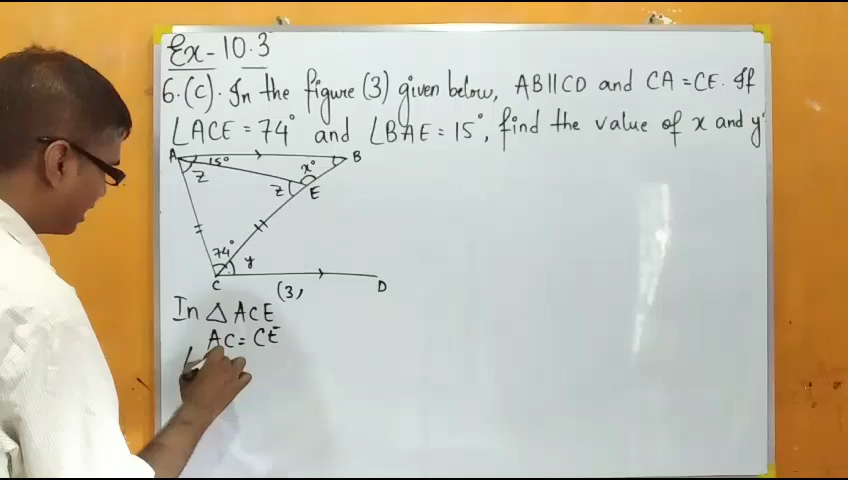 Ex-10.3
6.(C). In the figure (3) given below, AB||CD and CA=CE. If
∠ACE=74° and ∠BAE=15°, find the value of x and y°
A 15° x° B
z z E
74° y
C (3, D
In △ACE
AC=CE
∠